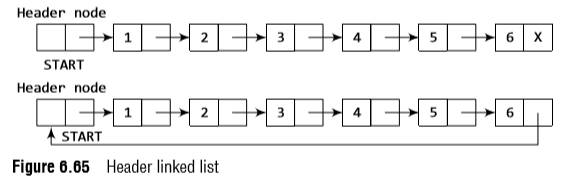 Header node
1 2 3 4 5 6 X
START
Header node
1 2 3 4 5 6
START
Figure 6.65 Header linked list